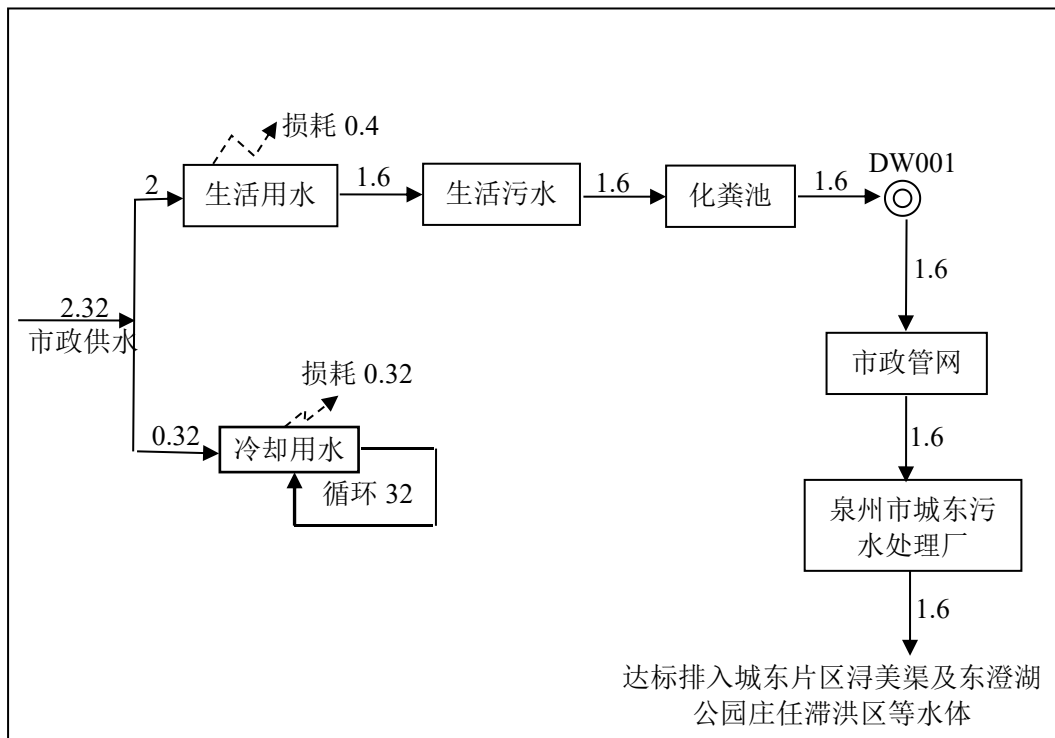 损耗 0.4
DW001
2
生活用水
1.6
生活污水
1.6
化粪池
1.6
1.6
2.32
市政供水
市政管网
损耗 0.32
0.32
冷却用水
循环 32
1.6
泉州市城东污
水处理厂
1.6
达标排入城东片区浔美渠及东澄湖
公园庄任滞洪区等水体